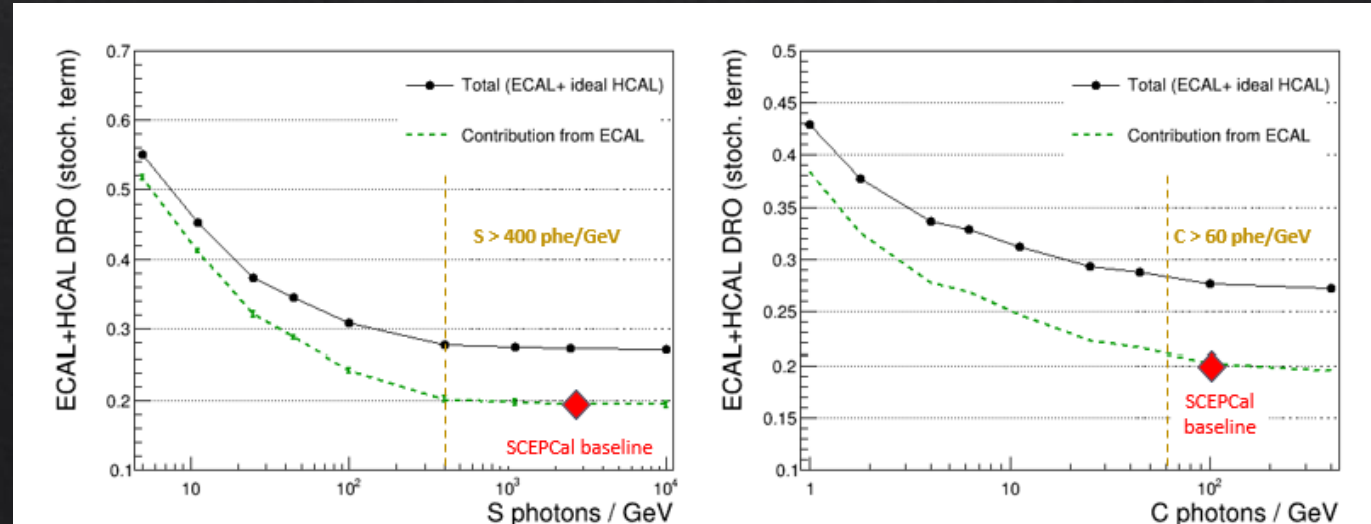 ECAL+HCAL DRO (stoch. term)
0.7
0.6
0.5
0.4
0.3
0.2
0.1
Total (ECAL+ ideal HCAL)
Contribution from ECAL
S > 400 phe/GeV
SCEPCal baseline
10
10²
10³
10⁴
S photons / GeV
ECAL+HCAL DRO (stoch. term)
0.5
0.45
0.4
0.35
0.3
0.25
0.2
0.15
0.1
Total (ECAL+ ideal HCAL)
Contribution from ECAL
C > 60 phe/GeV
SCEPCal
baseline
1
10
10²
C photons / GeV